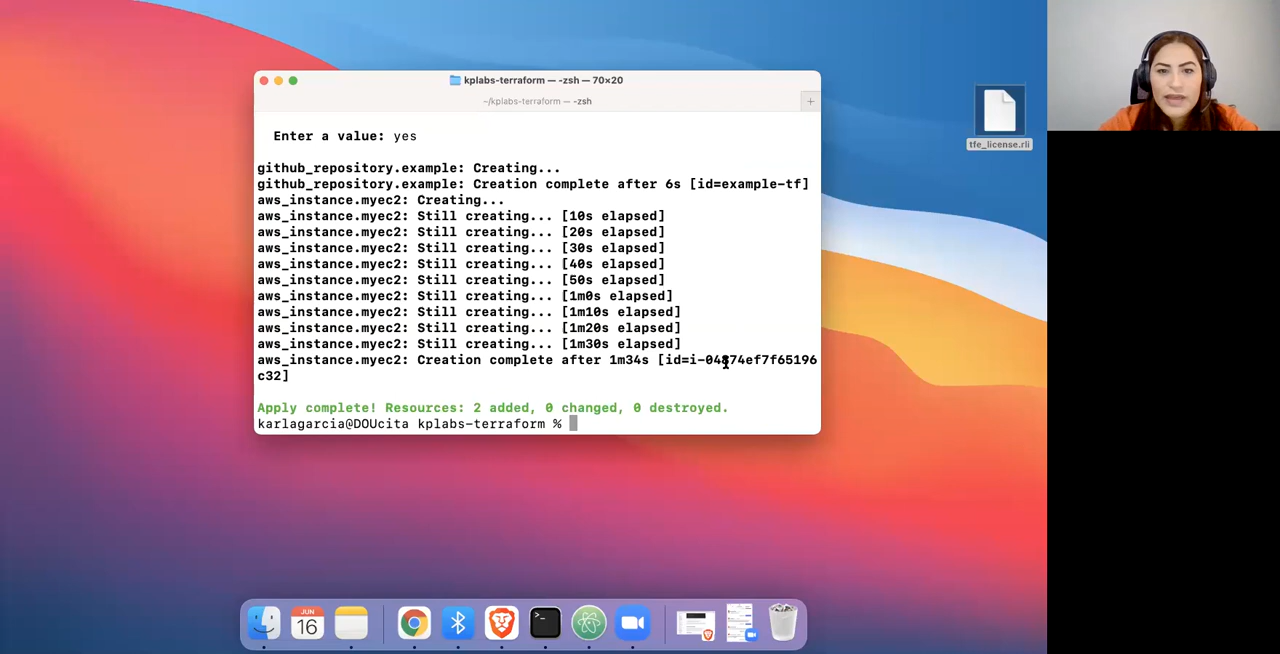 kplabs-terraform — -zsh — 70×20
~/kplabs-terraform — -zsh
+
Enter a value: yes
github_repository.example: Creating...
github_repository.example: Creation complete after 6s [id=example-tf]
aws_instance.myec2: Creating...
aws_instance.myec2: Still creating... [10s elapsed]
aws_instance.myec2: Still creating... [20s elapsed]
aws_instance.myec2: Still creating... [30s elapsed]
aws_instance.myec2: Still creating... [40s elapsed]
aws_instance.myec2: Still creating... [50s elapsed]
aws_instance.myec2: Still creating... [1m0s elapsed]
aws_instance.myec2: Still creating... [1m10s elapsed]
aws_instance.myec2: Still creating... [1m20s elapsed]
aws_instance.myec2: Still creating... [1m30s elapsed]
aws_instance.myec2: Creation complete after 1m34s
c32]
Apply complete! Resources: 2 added, 0 changed, 0 destroyed.
karlagarcia@DOUcita kplabs-terraform %
tfe_license.rli
JUN
16
>_